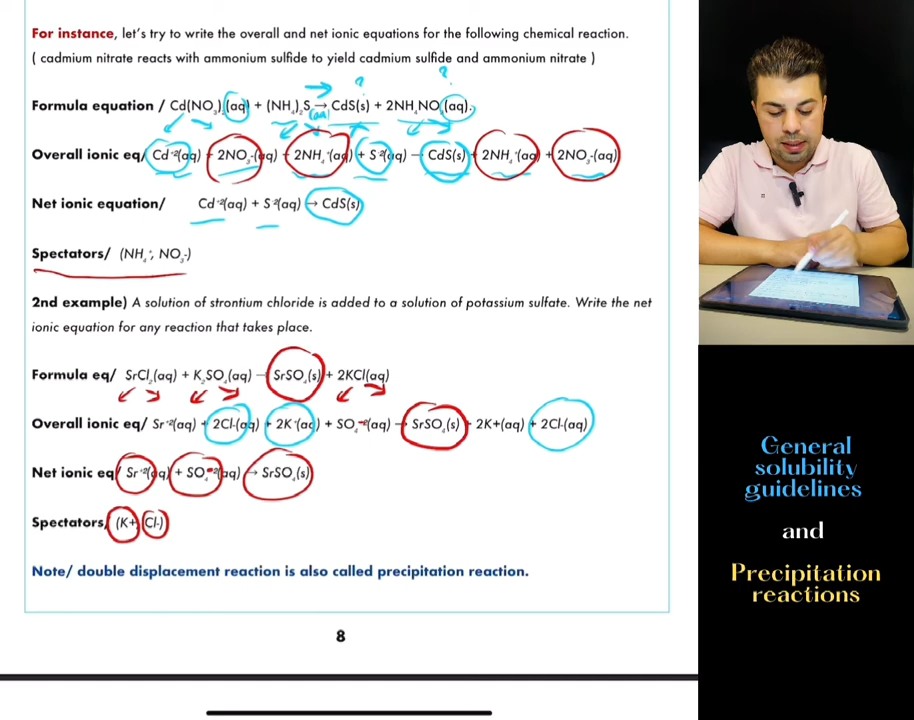 For instance, let's try to write the overall and net ionic equations for the following chemical reaction.
( cadmium nitrate reacts with ammonium sulfide to yield cadmium sulfide and ammonium nitrate )
? ?
Formula equation / Cd(NO₃)₂(aq) + (NH₄)₂S → CdS(s) + 2NH₄NO₃(aq).
(aq)
Overall ionic eq/ Cd⁺²(aq) + 2NO₃⁻(aq) + 2NH₄⁺(aq) + S⁻²(aq) → CdS(s) + 2NH₄⁺(aq) + 2NO₃⁻(aq)
Net ionic equation/ Cd⁺²(aq) + S⁻²(aq) → CdS(s)
Spectators/ (NH₄⁺, NO₃-)
2nd example) A solution of strontium chloride is added to a solution of potassium sulfate. Write the net
ionic equation for any reaction that takes place.
Formula eq/ SrCl₂(aq) + K₂SO₄(aq) → SrSO₄(s) + 2KCl(aq)
Overall ionic eq/ Sr⁺²(aq) + 2Cl-(aq) + 2K⁺(aq) + SO₄⁻²(aq) → SrSO₄(s) + 2K+(aq) + 2Cl-(aq)
Net ionic eq/ Sr⁺²(aq) + SO₄⁻²(aq) → SrSO₄(s)
Spectators/ (K+, Cl-)
Note/ double displacement reaction is also called precipitation reaction.
8
General
solubility
guidelines
and
Precipitation
reactions